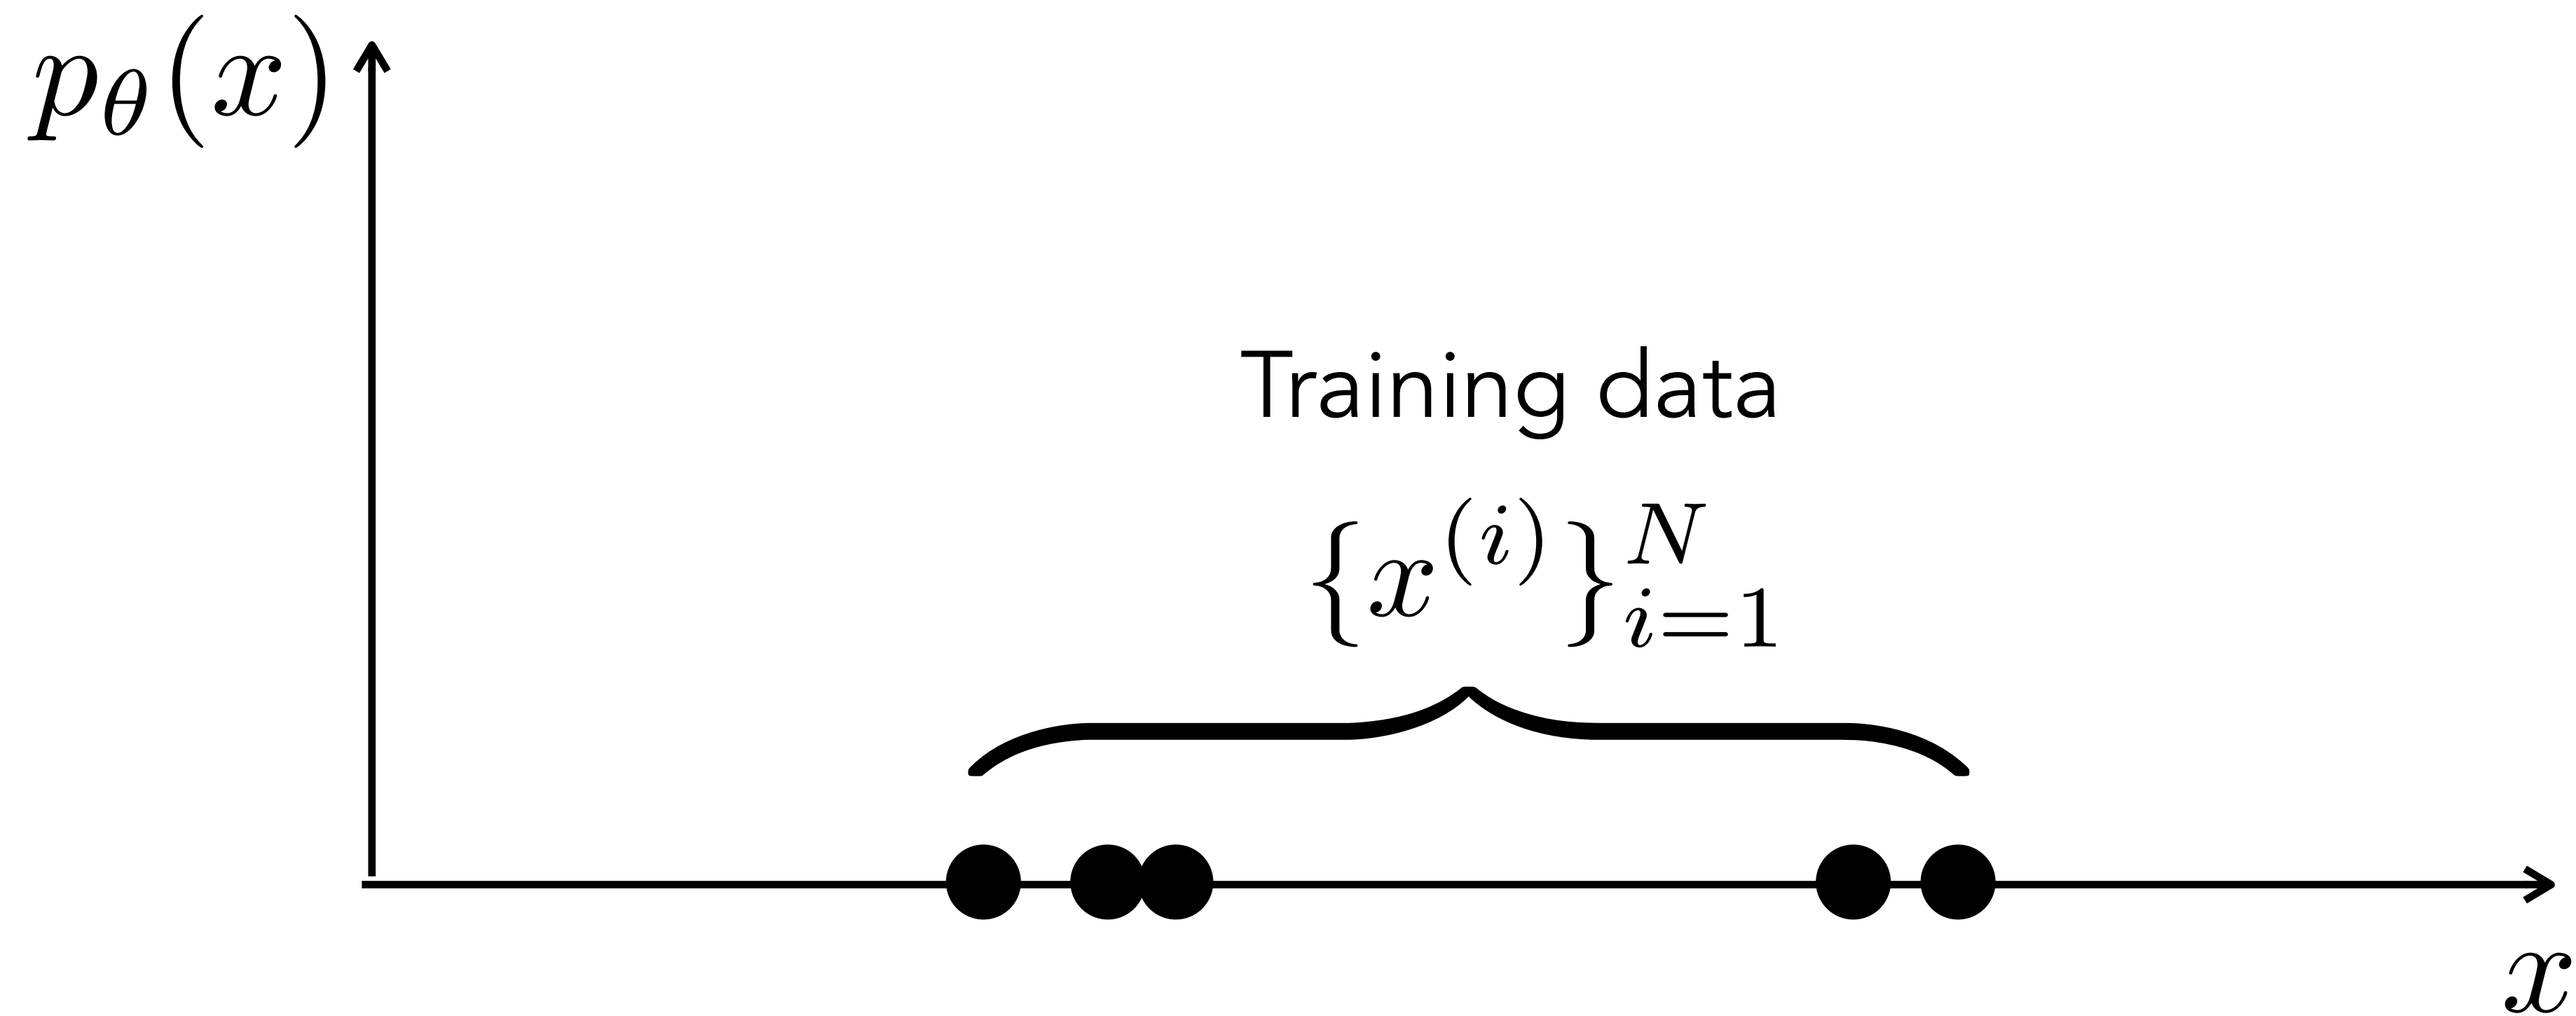 p_θ(x)
Training data
{x^{(i)}}_{i=1}^{N}
x